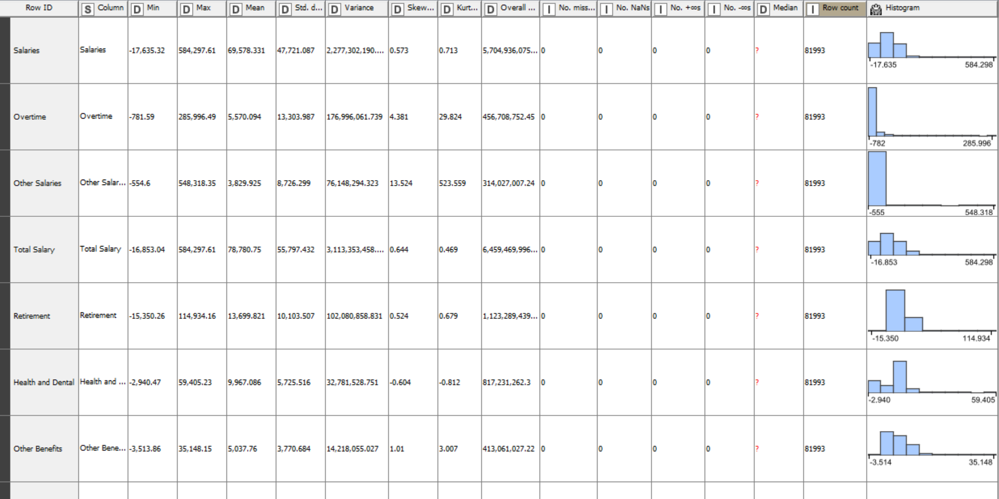 Row ID S Column D Min D Max D Mean D Std. d... D Variance D Skew... D Kurt... D Overall ... I No. miss... I No. NaNs I No. +∞s I No. -∞s D Median I Row count SVG Histogram
Salaries Salaries -17,635.32 584,297.61 69,578.331 47,721.087 2,277,302,190.... 0.573 0.713 5,704,936,075... 0 0 0 0 ? 81993
-17.635 584.298
Overtime Overtime -781.59 285,996.49 5,570.094 13,303.987 176,996,061.739 4.381 29.824 456,708,752.45 0 0 0 0 ? 81993
-782 285.996
Other Salaries Other Salar... -554.6 548,318.35 3,829.925 8,726.299 76,148,294.323 13.524 523.559 314,027,007.24 0 0 0 0 ? 81993
-555 548.318
Total Salary Total Salary -16,853.04 584,297.61 78,780.75 55,797.432 3,113,353,458.... 0.644 0.469 6,459,469,996... 0 0 0 0 ? 81993
-16.853 584.298
Retirement Retirement -15,350.26 114,934.16 13,699.821 10,103.507 102,080,858.831 0.524 0.679 1,123,289,439... 0 0 0 0 ? 81993
-15.350 114.934
Health and Dental Health and ... -2,940.47 59,405.23 9,967.086 5,725.516 32,781,528.751 -0.604 -0.812 817,231,262.3 0 0 0 0 ? 81993
-2.940 59.405
Other Benefits Other Bene... -3,513.86 35,148.15 5,037.76 3,770.684 14,218,055.027 1.01 3.007 413,061,027.22 0 0 0 0 ? 81993
-3.514 35.148